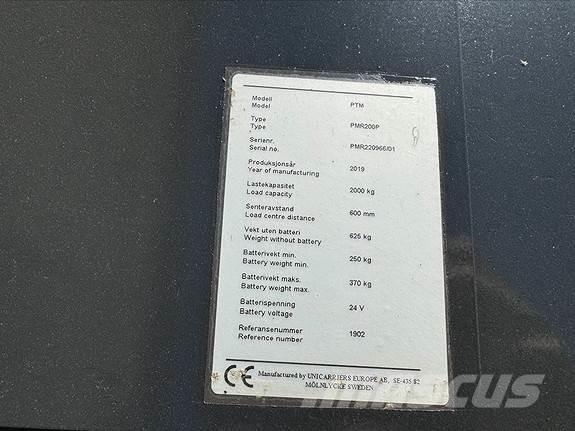 Modell
Model PTM
Type
Type PMR200P
Serienr.
Serial no. PMR220966/01
Produksjonsår
Year of manufacturing 2019
Lastekapasitet
Load capacity 2000 kg
Senteravstand
Load centre distance 600 mm
Vekt uten batteri
Weight without battery 625 kg
Batterivekt min.
Battery weight min. 250 kg
Batterivekt maks.
Battery weight max. 370 kg
Batterispenning
Battery voltage 24 V
Referansenummer
Reference number 1902
CE Manufactured by UNICARRIERS EUROPE AB, SE-435 82
MÖLNLYCKE SWEDEN
mascus